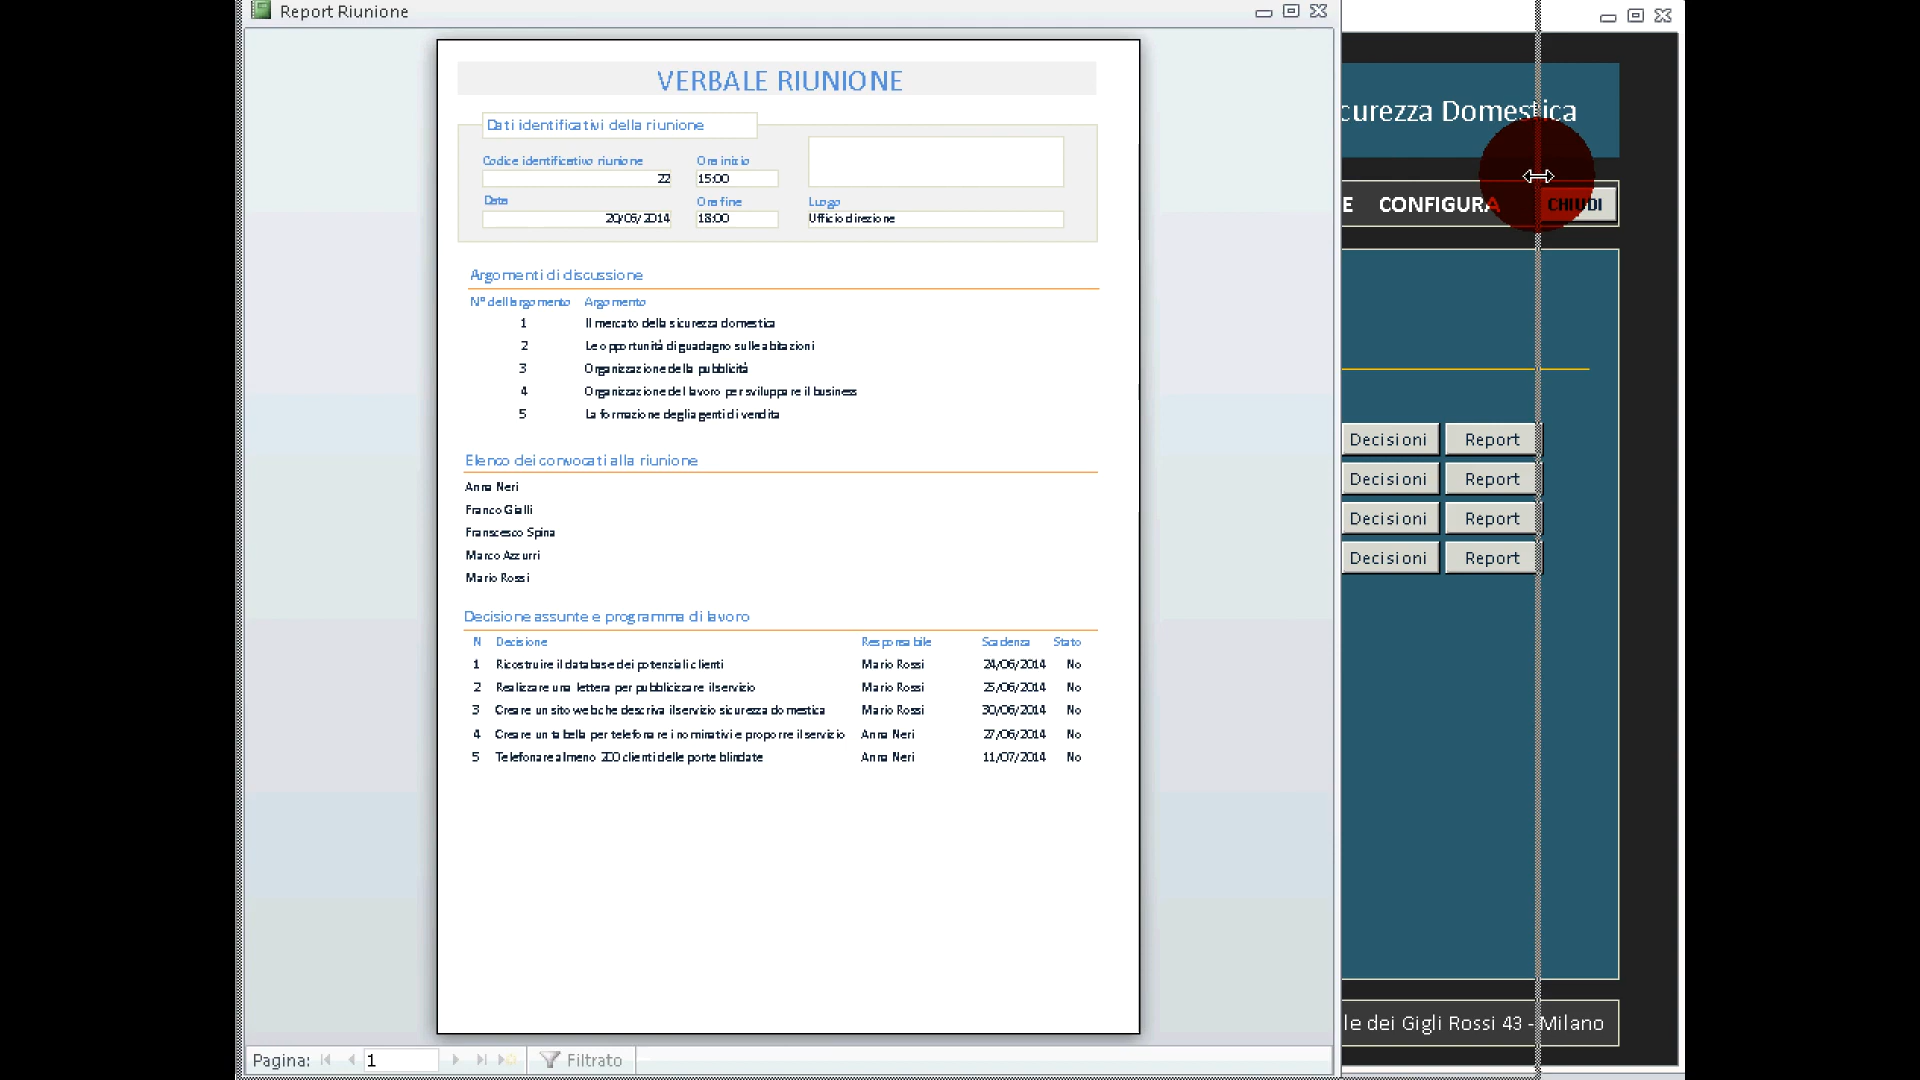 Report Riunione
VERBALE RIUNIONE
Dati identificativi della riunione
Codice identificativo riunione
Ora inizio
22
15:00
Data
Ora fine
Luogo
20/06/2014
18:00
Ufficio direzione
Argomenti di discussione
N° dell'argomento Argomento
1 Il mercato della sicurezza domestica
2 Le opportunità di guadagno sulle abitazioni
3 Organizzazione della pubblicità
4 Organizzazione del lavoro per sviluppare il business
5 La formazione degli agenti di vendita
Elenco dei convocati alla riunione
Anna Neri
Franco Gialli
Franscesco Spina
Marco Azzurri
Mario Rossi
Decisione assunte e programma di lavoro
N Decisione Responsabile Scadenza Stato
1 Ricostruire il database dei potenziali clienti Mario Rossi 24/06/2014 No
2 Realizzare una lettera per pubblicizzare il servizio Mario Rossi 25/06/2014 No
3 Creare un sito web che descriva il servizio sicurezza domestica Mario Rossi 30/06/2014 No
4 Creare un tabella per telefonare i nominativi e proporre il servizio Anna Neri 27/06/2014 No
5 Telefonare almeno 200 clienti delle porte blindate Anna Neri 11/07/2014 No
Pagina: 1 Filtrato
curezza Domestica
E CONFIGURA CHIUDI
Decisioni Report
Decisioni Report
Decisioni Report
Decisioni Report
le dei Gigli Rossi 43 - Milano